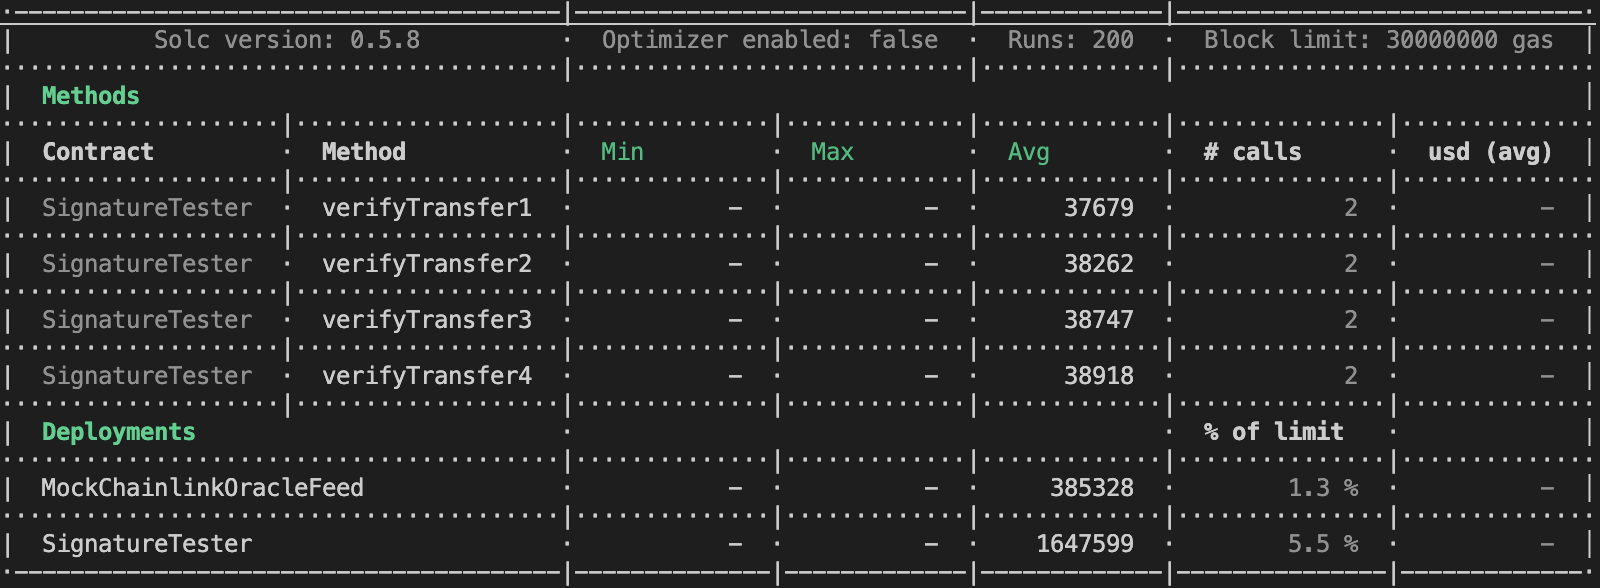 Solc version: 0.5.8 · Optimizer enabled: false · Runs: 200 · Block limit: 30000000 gas
Methods
Contract · Method · Min · Max · Avg · # calls · usd (avg)
SignatureTester · verifyTransfer1 · – · – · 37679 · 2 · –
SignatureTester · verifyTransfer2 · – · – · 38262 · 2 · –
SignatureTester · verifyTransfer3 · – · – · 38747 · 2 · –
SignatureTester · verifyTransfer4 · – · – · 38918 · 2 · –
Deployments · · % of limit ·
MockChainlinkOracleFeed · – · – · 385328 · 1.3 % · –
SignatureTester · – · – · 1647599 · 5.5 % · –